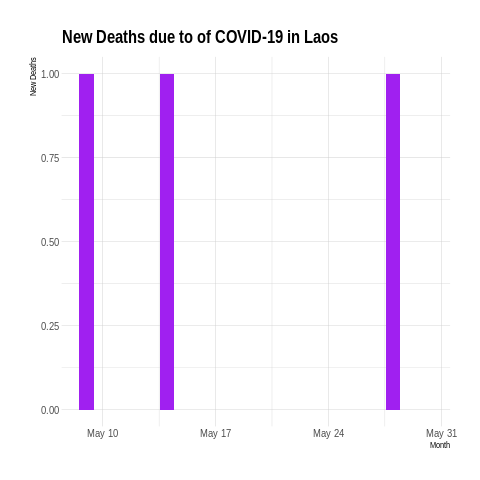 New Deaths due to of COVID-19 in Laos
New Deaths
1.00
0.75
0.50
0.25
0.00
May 10
May 17
May 24
May 31
Month